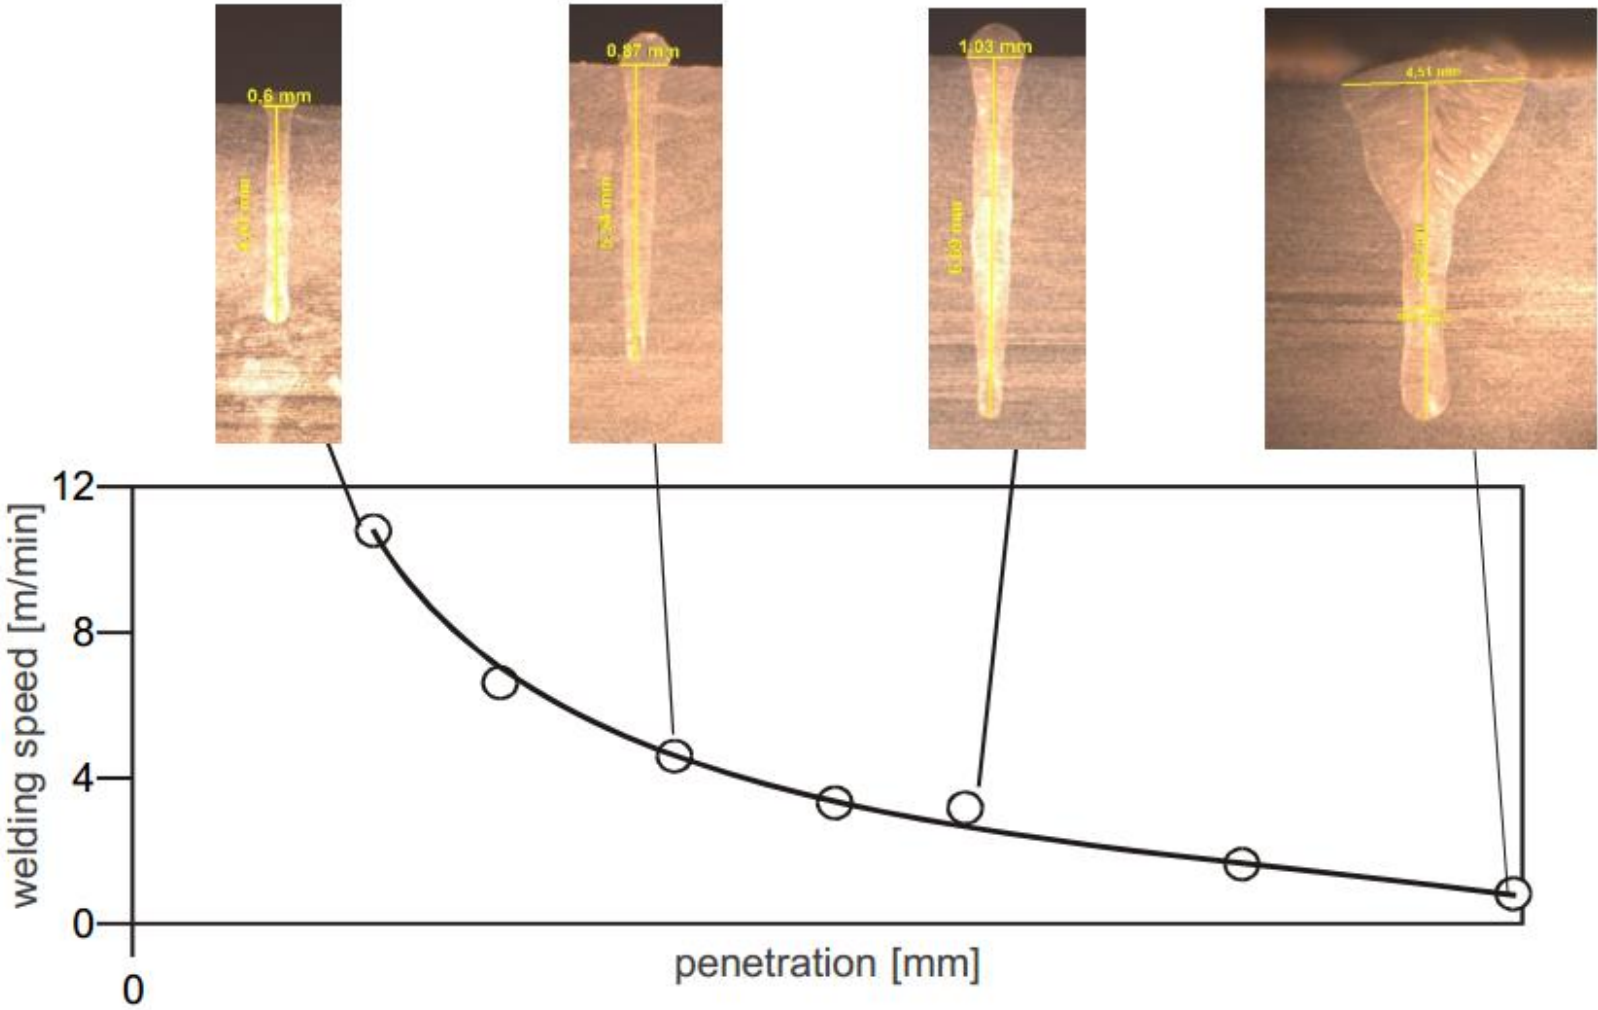 0,6 mm
0,87 mm
1,03 mm
4,51 mm
12
8
4
0
welding speed [m/min]
0
penetration [mm]